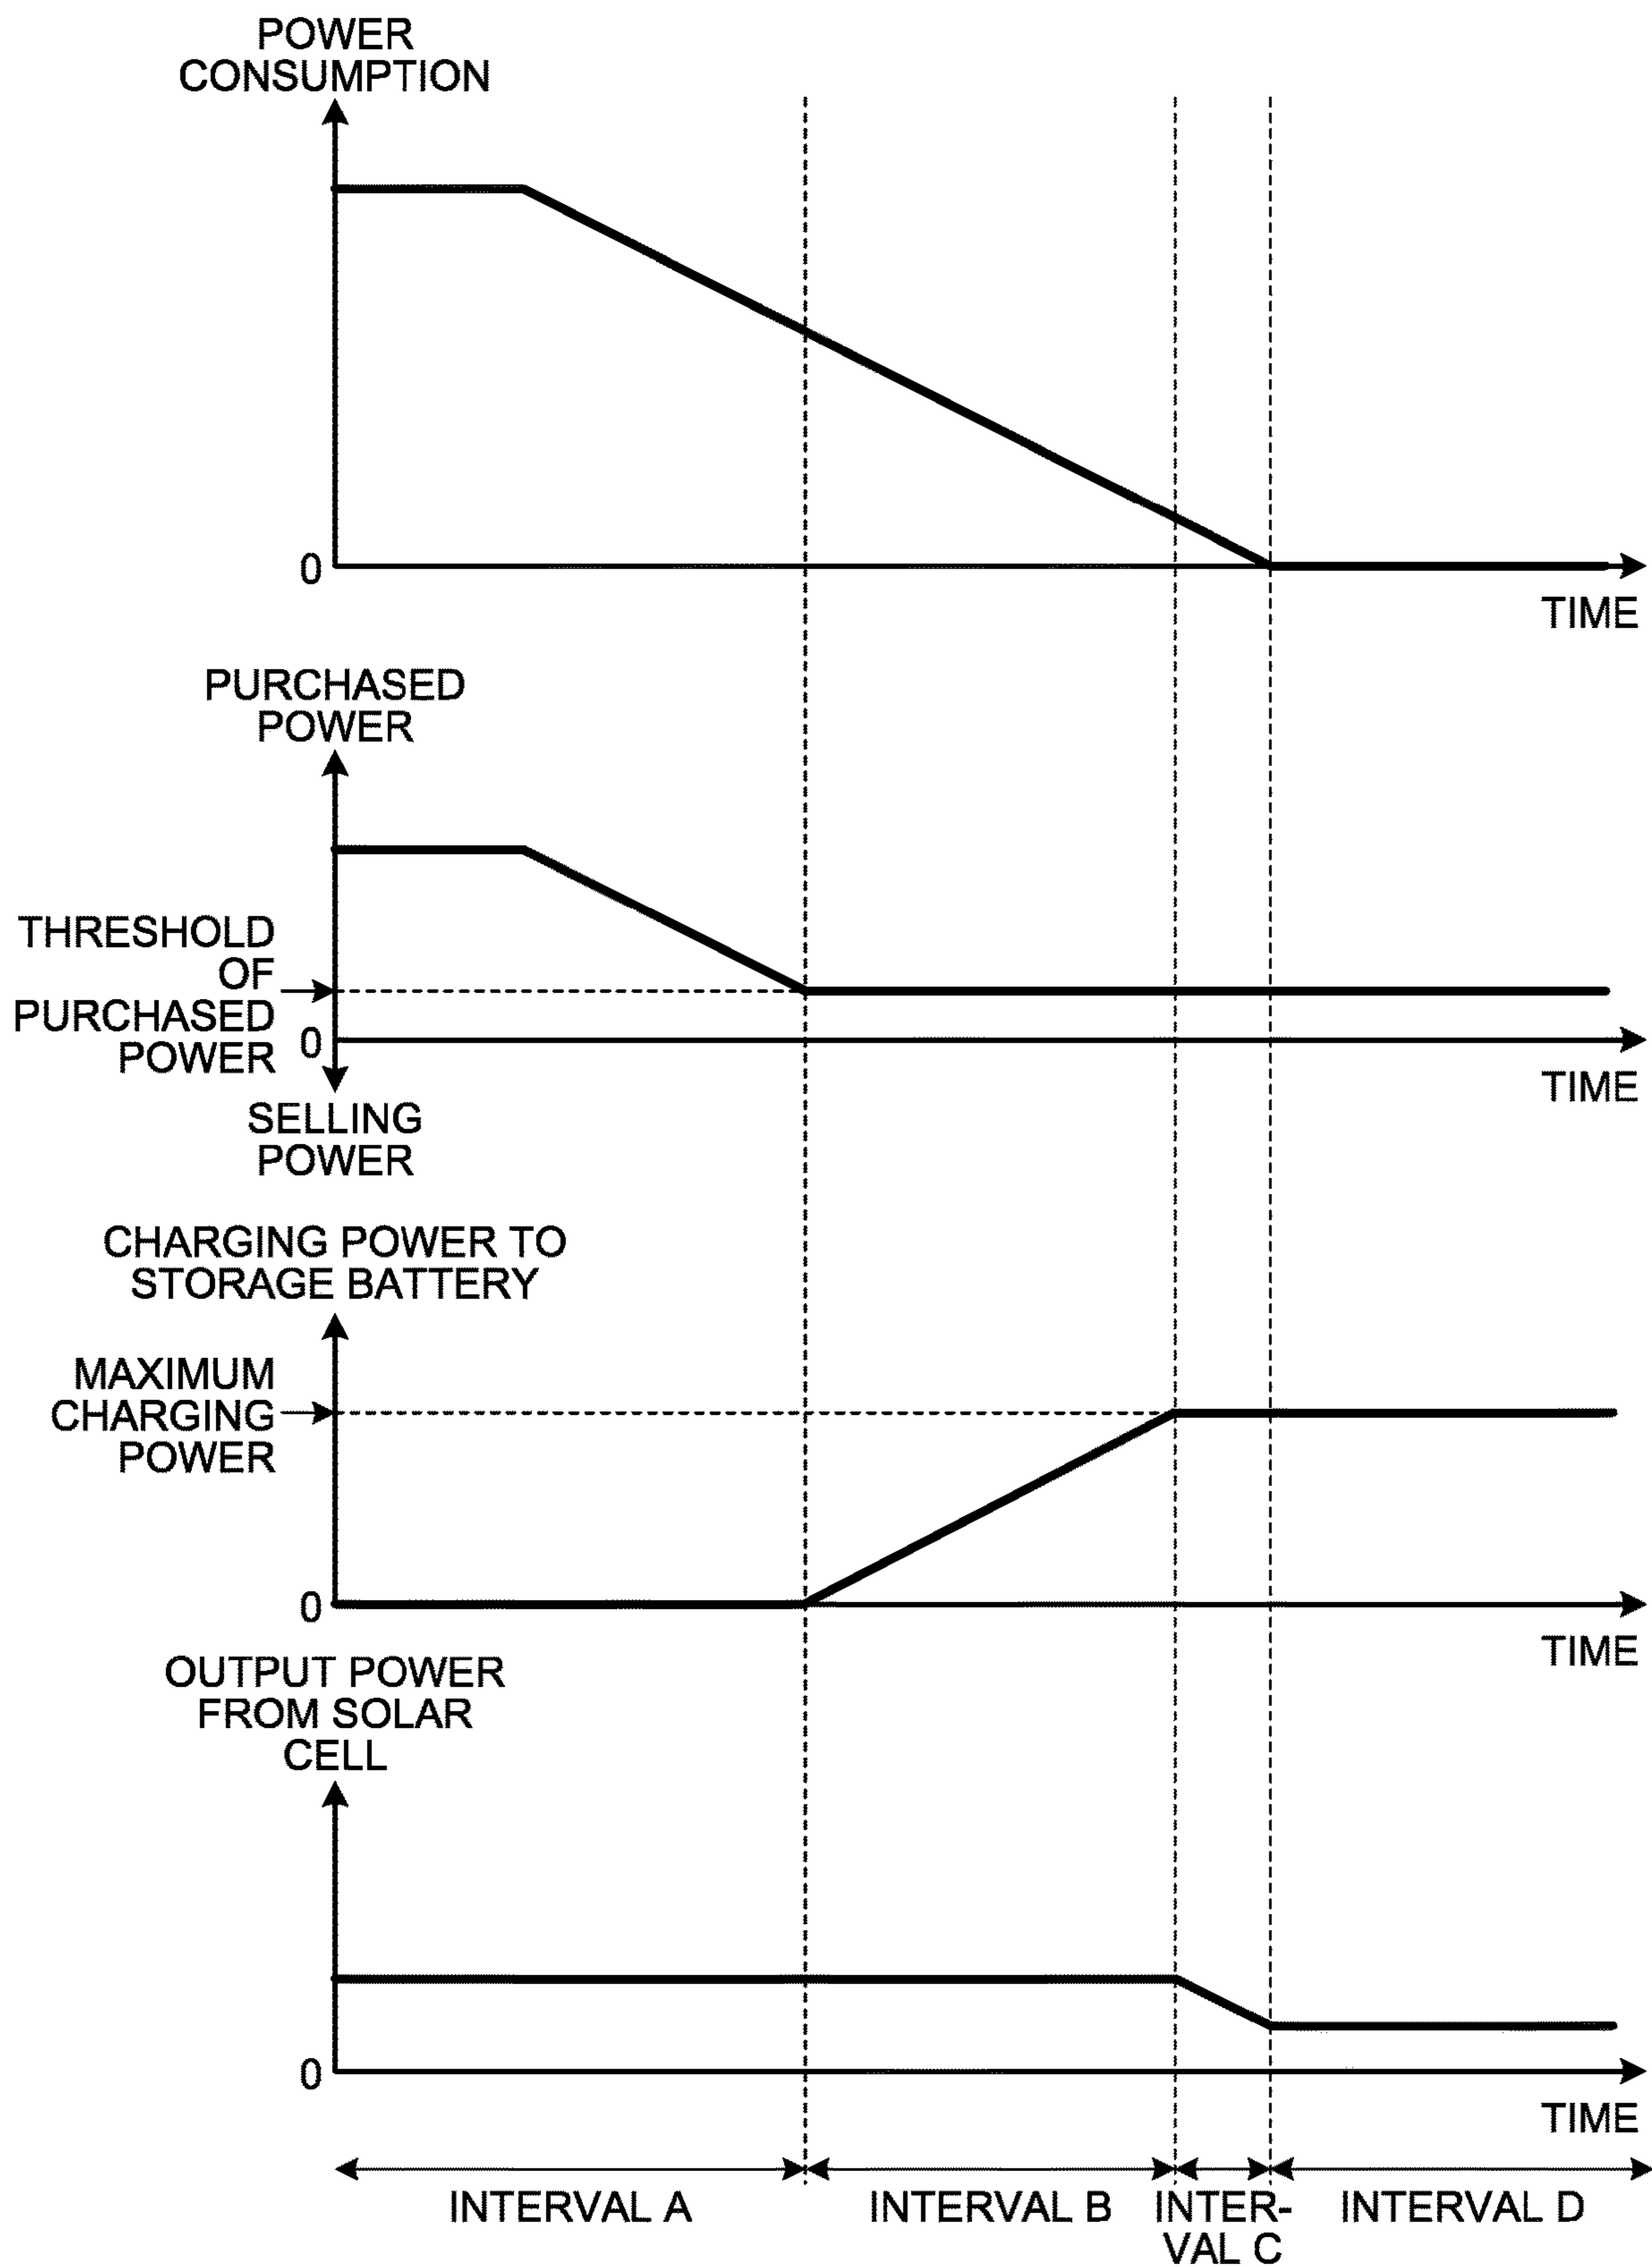 POWER
CONSUMPTION
0
TIME
PURCHASED
POWER
THRESHOLD
OF
PURCHASED
POWER
0
TIME
SELLING
POWER
CHARGING POWER TO
STORAGE BATTERY
MAXIMUM
CHARGING
POWER
0
TIME
OUTPUT POWER
FROM SOLAR
CELL
0
TIME
INTERVAL A
INTERVAL B
INTER-
VAL C
INTERVAL D